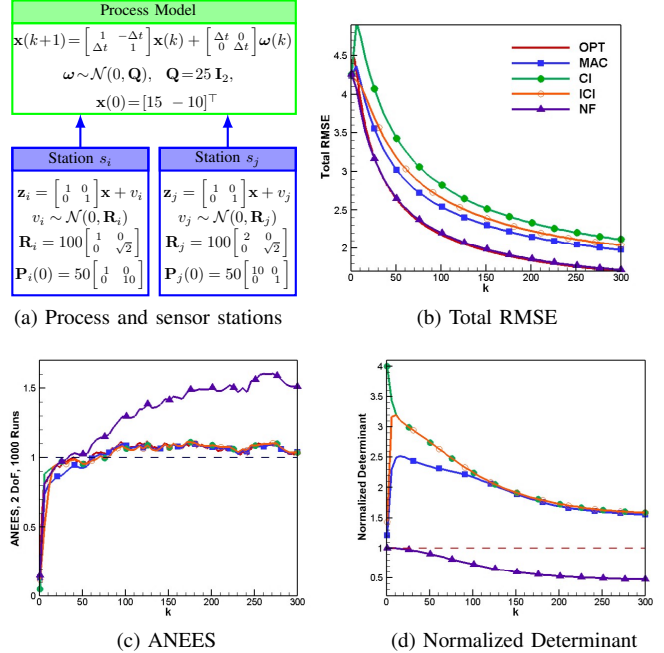 Process Model
x(k+1)=[1 −Δt; Δt 1]x(k)+[Δt 0; 0 Δt]ω(k)
ω∼N(0,Q), Q=25 I₂,
x(0)=[15 −10]⊤
Station sᵢ
zᵢ = [1 0; 0 1]x + vᵢ
vᵢ ∼ N(0,Rᵢ)
Rᵢ = 100[1 0; 0 √2]
Pᵢ(0) = 50[1 0; 0 10]
Station sⱼ
zⱼ = [1 0; 0 1]x + vⱼ
vⱼ ∼ N(0,Rⱼ)
Rⱼ = 100[2 0; 0 √2]
Pⱼ(0) = 50[10 0; 0 1]
(a) Process and sensor stations
Total RMSE
4.5
4
3.5
3
2.5
2
OPT
MAC
CI
ICI
NF
0 50 100 150 200 250 300
k
(b) Total RMSE
ANEES, 2 DoF, 1000 Runs
1.5
1
0.5
0
0 50 100 150 200 250 300
k
(c) ANEES
Normalized Determinant
4
3.5
3
2.5
2
1.5
1
0.5
0 50 100 150 200 250 300
k
(d) Normalized Determinant